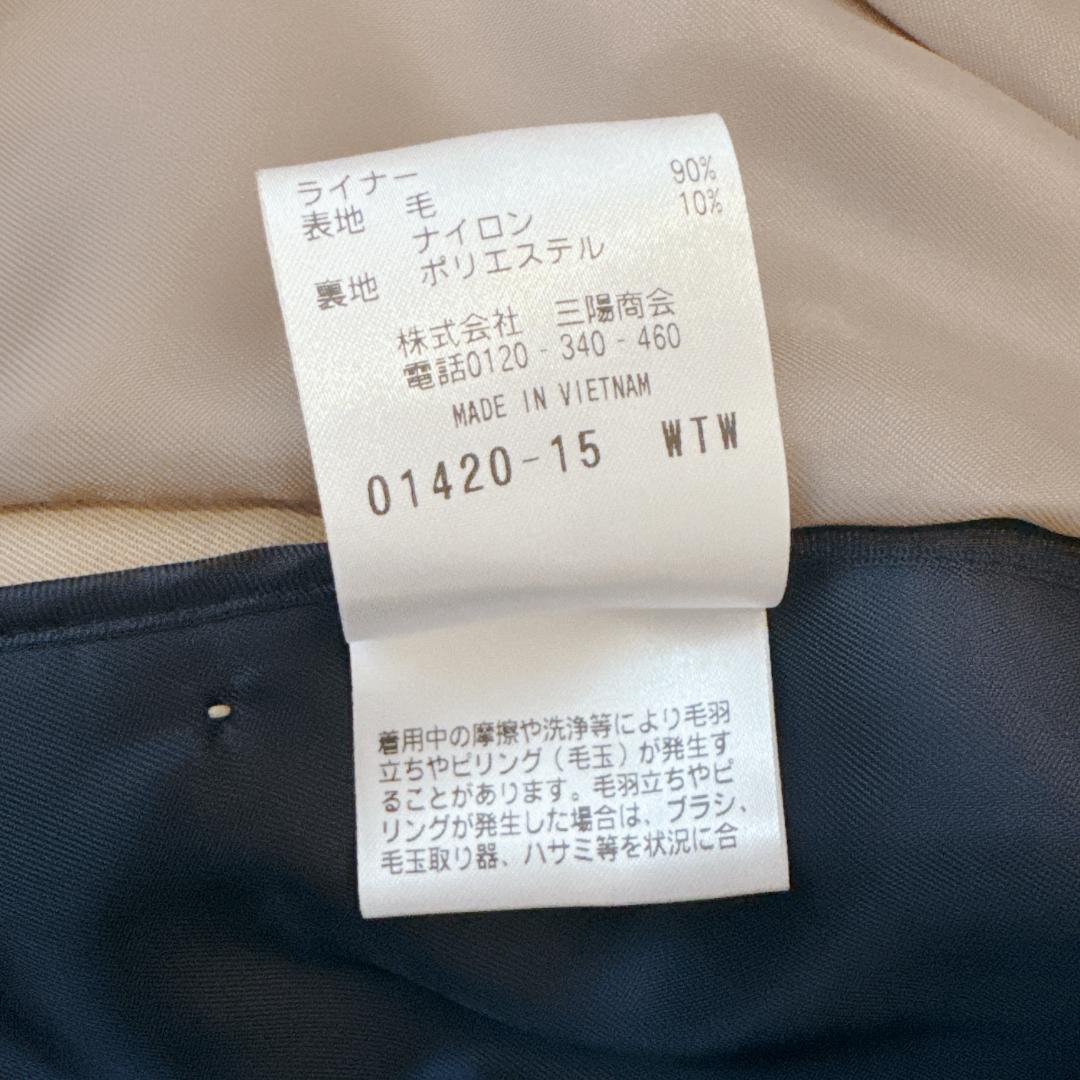 ライナー
表地 毛 90%
ナイロン 10%
裏地 ポリエステル
株式会社 三陽商会
電話0120-340-460
MADE IN VIETNAM
01420-15 WTW
着用中の摩擦や洗浄等により毛羽
立ちやピリング（毛玉）が発生す
ることがあります。毛羽立ちやピ
リングが発生した場合は、ブラシ、
毛玉取り器、ハサミ等を状況に合